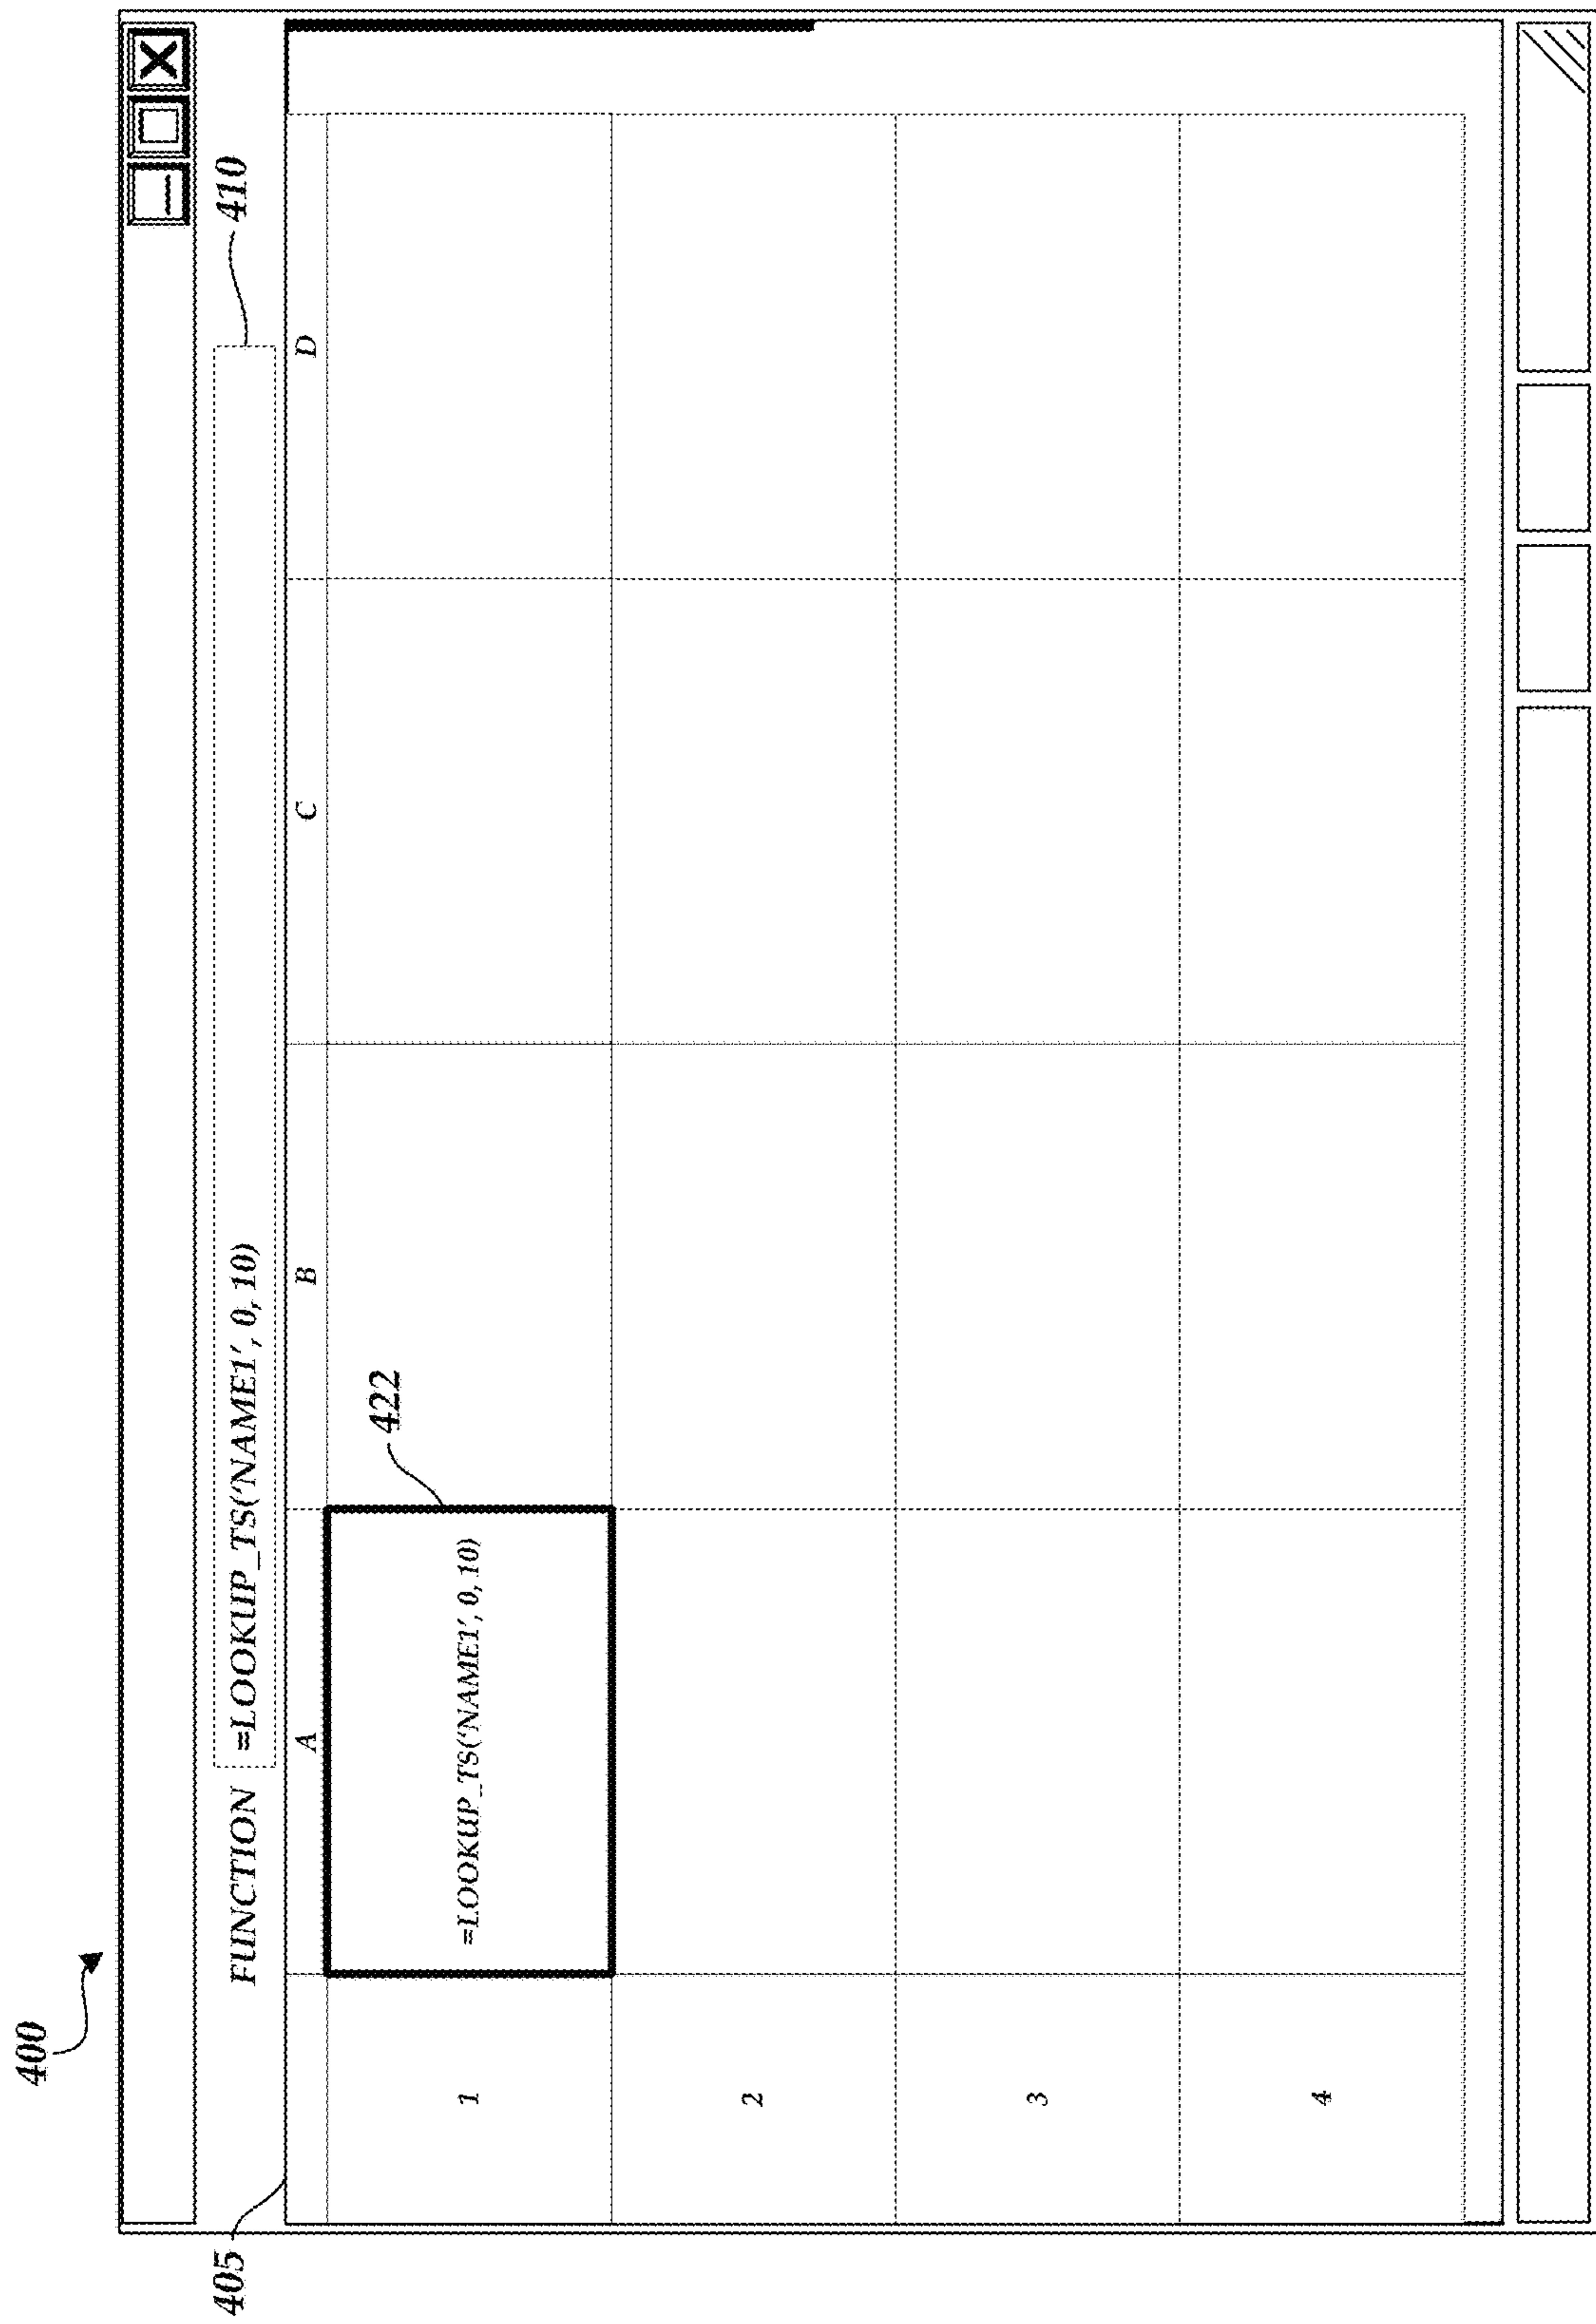 400
410
FUNCTION =LOOKUP_TS('NAME1', 0, 10)
405
A B C D
422
1 =LOOKUP_TS('NAME1', 0, 10)
2
3
4